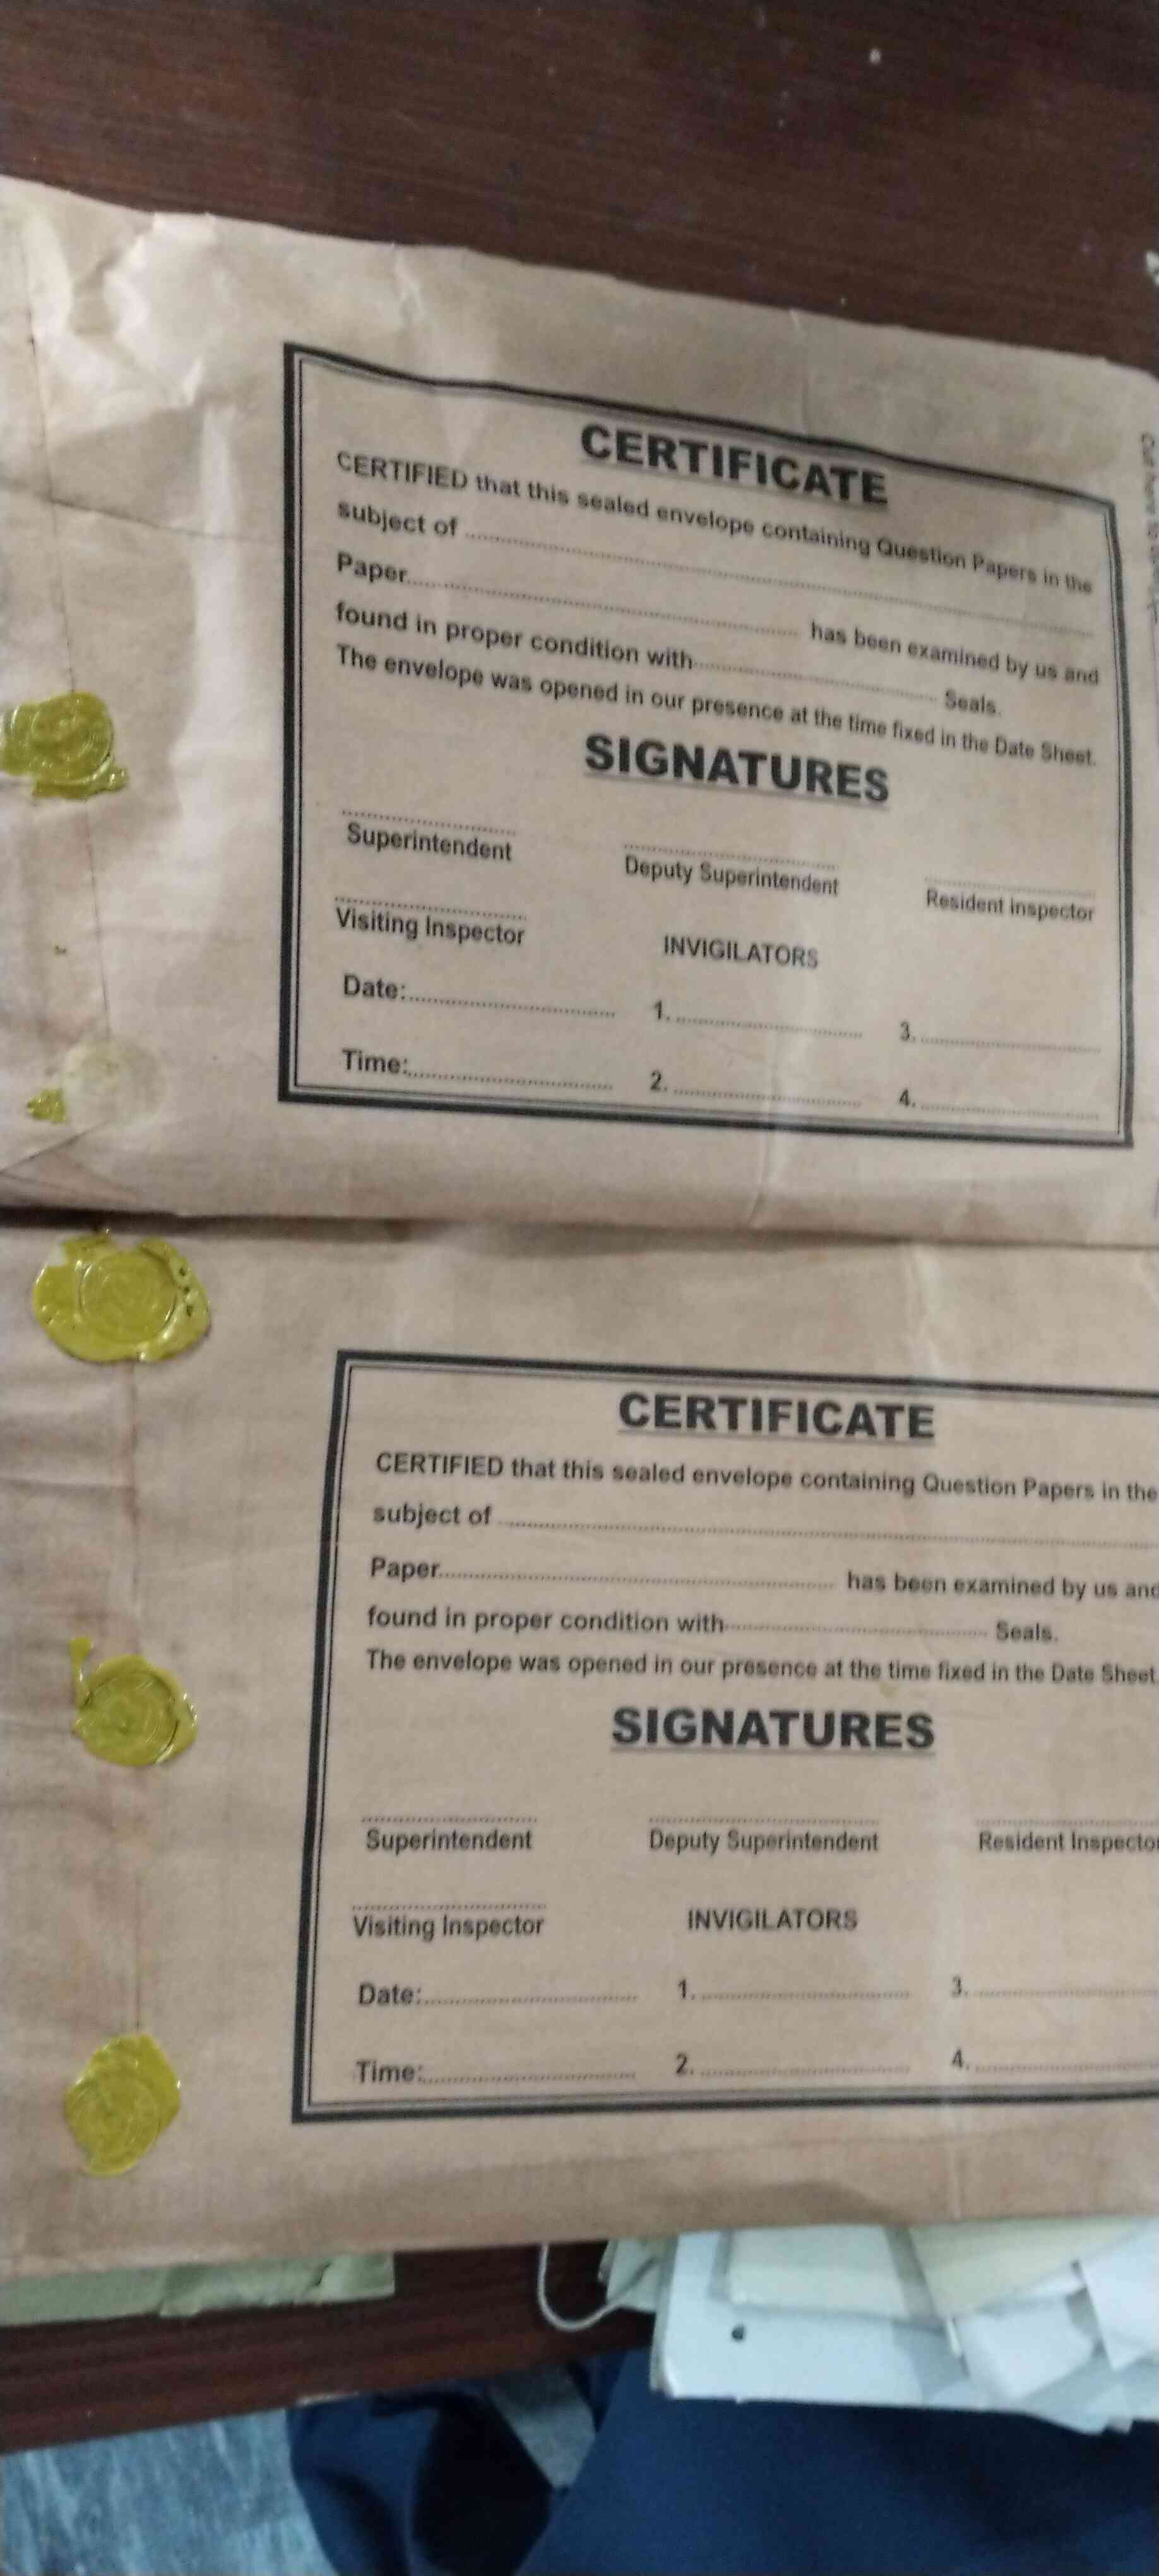 CERTIFICATE
CERTIFIED that this sealed envelope containing Question Papers in the
subject of ................................................
Paper................................ has been examined by us and
found in proper condition with.................... Seals.
The envelope was opened in our presence at the time fixed in the Date Sheet.
SIGNATURES
Superintendent
Deputy Superintendent
Resident Inspector
Visiting Inspector
INVIGILATORS
Date:.................... 1. .................... 3. ....................
Time:.................... 2. .................... 4. ....................
Cut here to
CERTIFICATE
CERTIFIED that this sealed envelope containing Question Papers in the
subject of ................................................
Paper................................ has been examined by us and
found in proper condition with.................... Seals.
The envelope was opened in our presence at the time fixed in the Date Sheet
SIGNATURES
Superintendent
Deputy Superintendent
Resident Inspector
Visiting Inspector
INVIGILATORS
Date:.................... 1. .................... 3. ....................
Time:.................... 2. .................... 4. ....................